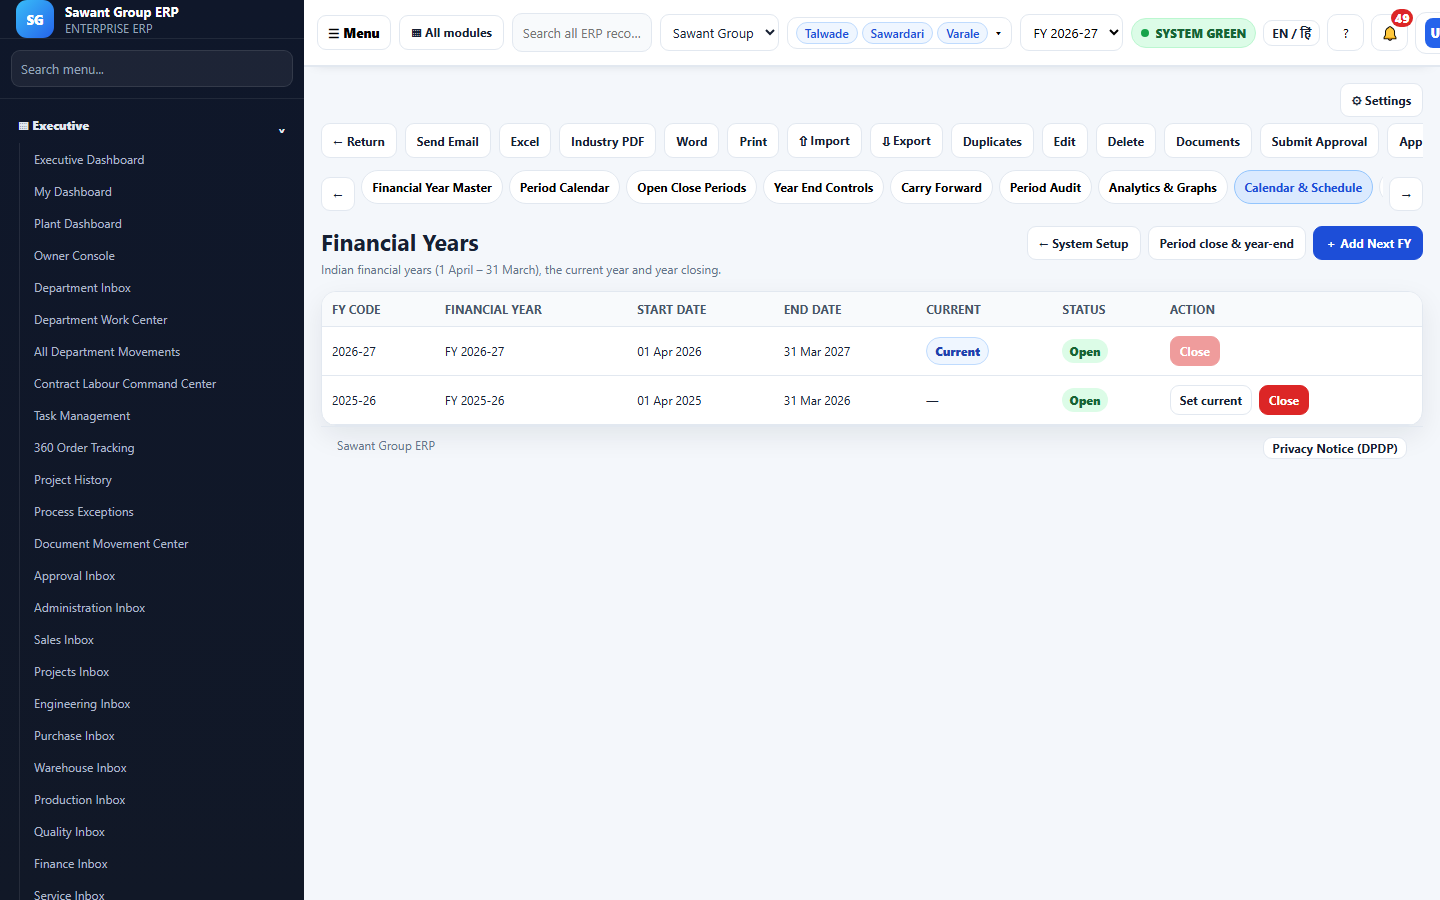 SG
Sawant Group ERP
ENTERPRISE ERP
Search menu...
Executive
Executive Dashboard
My Dashboard
Plant Dashboard
Owner Console
Department Inbox
Department Work Center
All Department Movements
Contract Labour Command Center
Task Management
360 Order Tracking
Project History
Process Exceptions
Document Movement Center
Approval Inbox
Administration Inbox
Sales Inbox
Projects Inbox
Engineering Inbox
Purchase Inbox
Warehouse Inbox
Production Inbox
Quality Inbox
Finance Inbox
Service Inbox
☰ Menu
All modules
Search all ERP reco...
Sawant Group
Talwade Sawardari Varale
FY 2026-27
SYSTEM GREEN
EN / हिं
?
49
U
⚙ Settings
← Return
Send Email
Excel
Industry PDF
Word
Print
⇧ Import
⇩ Export
Duplicates
Edit
Delete
Documents
Submit Approval
App
←
Financial Year Master
Period Calendar
Open Close Periods
Year End Controls
Carry Forward
Period Audit
Analytics & Graphs
Calendar & Schedule
→
Financial Years
Indian financial years (1 April – 31 March), the current year and year closing.
← System Setup
Period close & year-end
+ Add Next FY
FY CODE FINANCIAL YEAR START DATE END DATE CURRENT STATUS ACTION
2026-27 FY 2026-27 01 Apr 2026 31 Mar 2027 Current Open Close
2025-26 FY 2025-26 01 Apr 2025 31 Mar 2026 — Open Set current Close
Sawant Group ERP
Privacy Notice (DPDP)